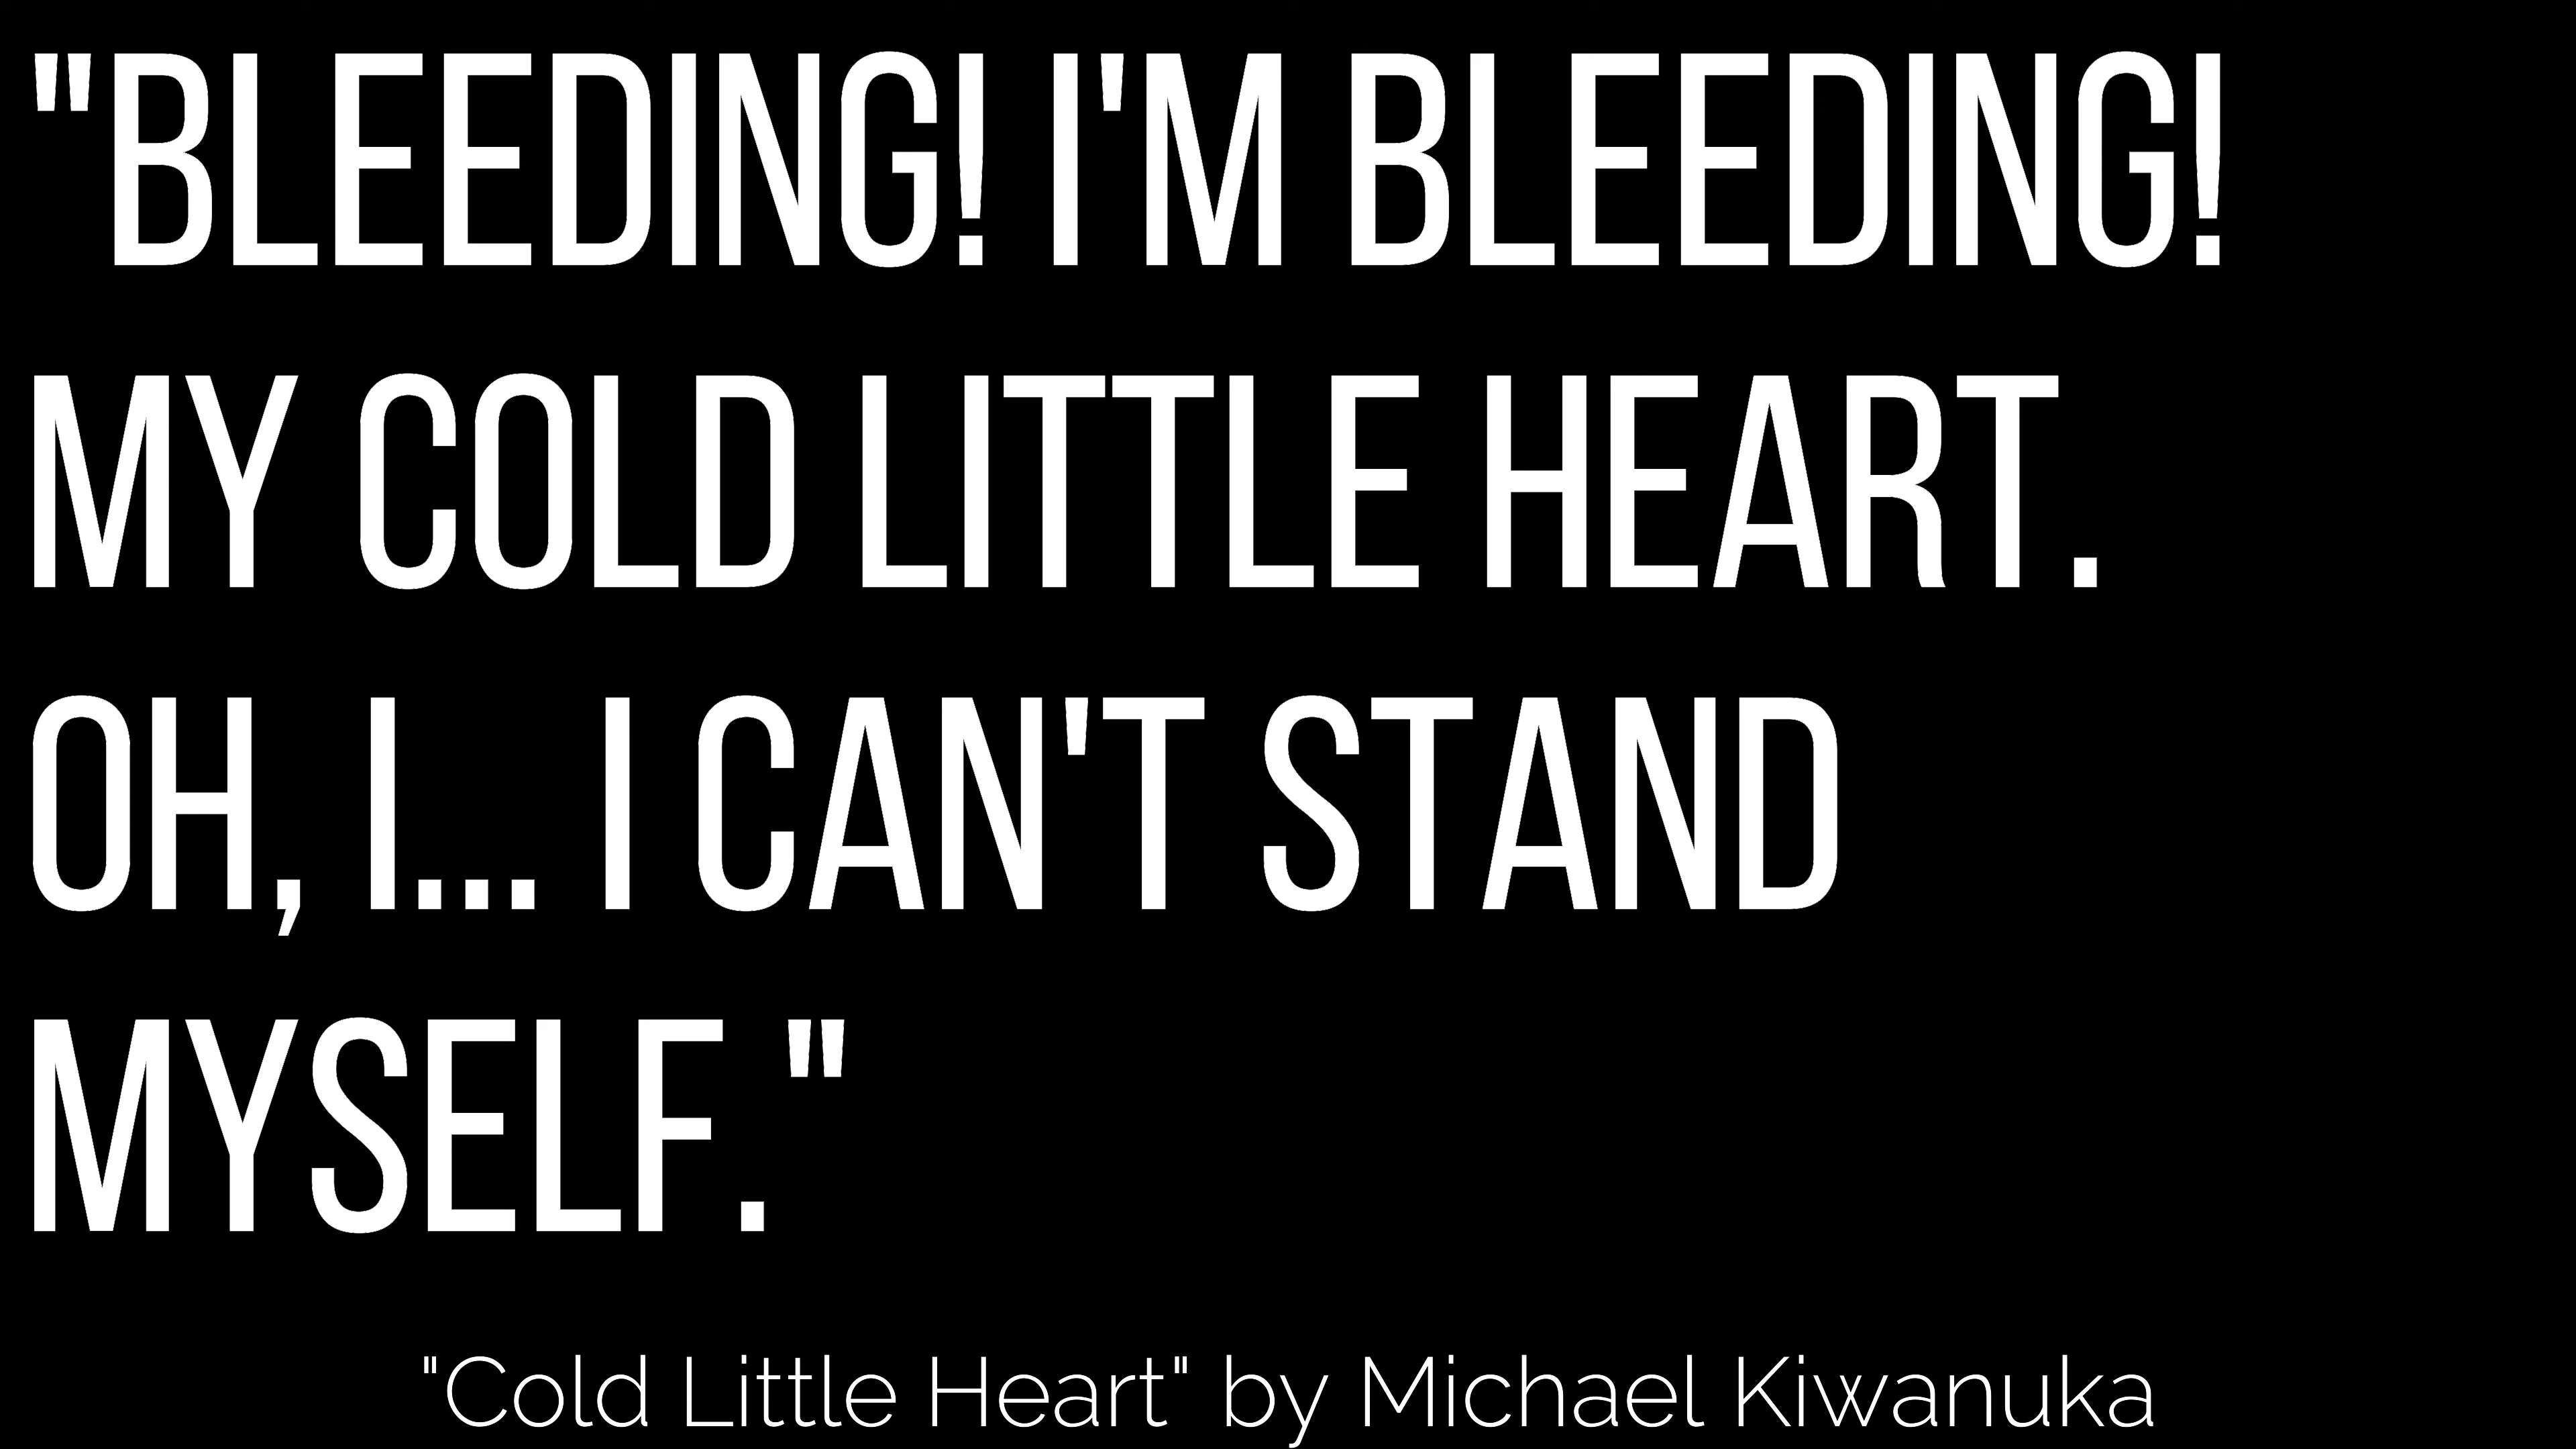 "BLEEDING! I'M BLEEDING!
MY COLD LITTLE HEART.
OH, I... I CAN'T STAND
MYSELF."
"Cold Little Heart" by Michael Kiwanuka